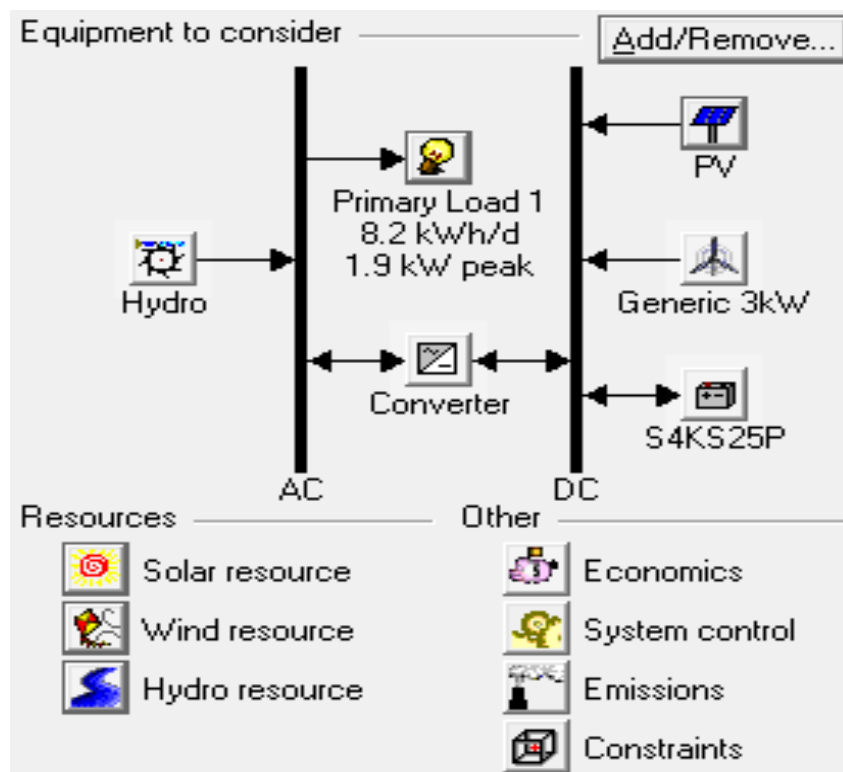 Equipment to consider
Add/Remove...
PV
Primary Load 1
8.2 kWh/d
1.9 kW peak
Hydro
Generic 3kW
Converter
S4KS25P
AC
DC
Resources
Other
Solar resource
Economics
Wind resource
System control
Hydro resource
Emissions
Constraints